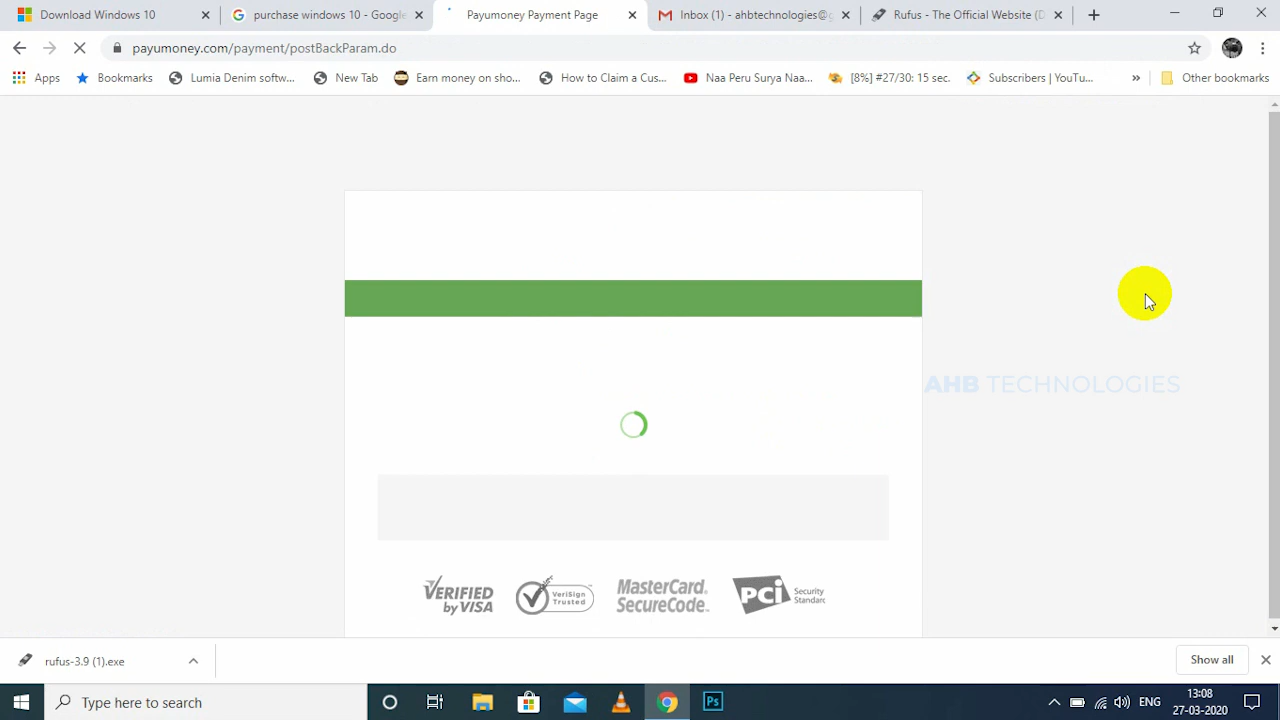 Download Windows 10
purchase windows 10 - Google
Payumoney Payment Page
Inbox (1) - ahbtechnologies@g
Rufus - The Official Website (D
payumoney.com/payment/postBackParam.do
Apps
Bookmarks
Lumia Denim softw...
New Tab
Earn money on sho...
How to Claim a Cus...
Naa Peru Surya Naa...
[8%] #27/30: 15 sec.
Subscribers | YouTu...
»
Other bookmarks
AHB TECHNOLOGIES
VERIFIED
by VISA
VeriSign
Trusted
MasterCard.
SecureCode™
PCI
Security
Standard
rufus-3.9 (1).exe
Show all
Type here to search
Ps
ENG
13:08
27-03-2020